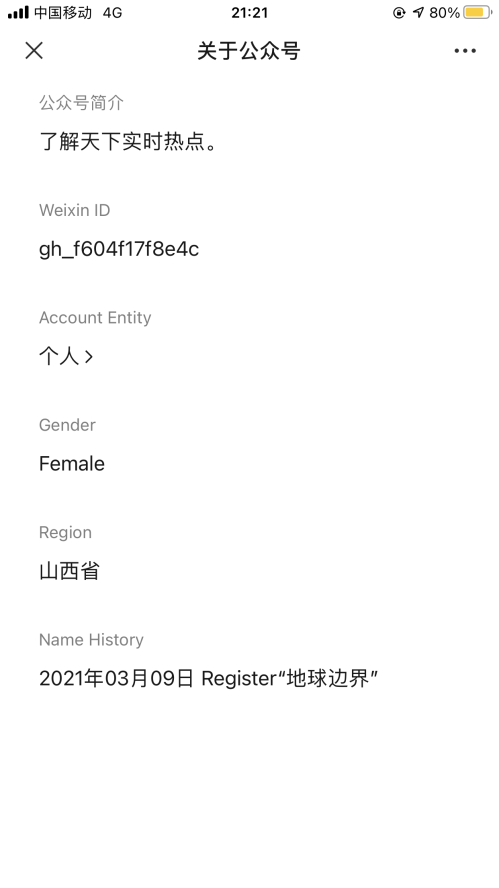 中国移动 4G 21:21 80%
关于公众号
公众号简介
了解天下实时热点。
Weixin ID
gh_f604f17f8e4c
Account Entity
个人
Gender
Female
Region
山西省
Name History
2021年03月09日 Register“地球边界”